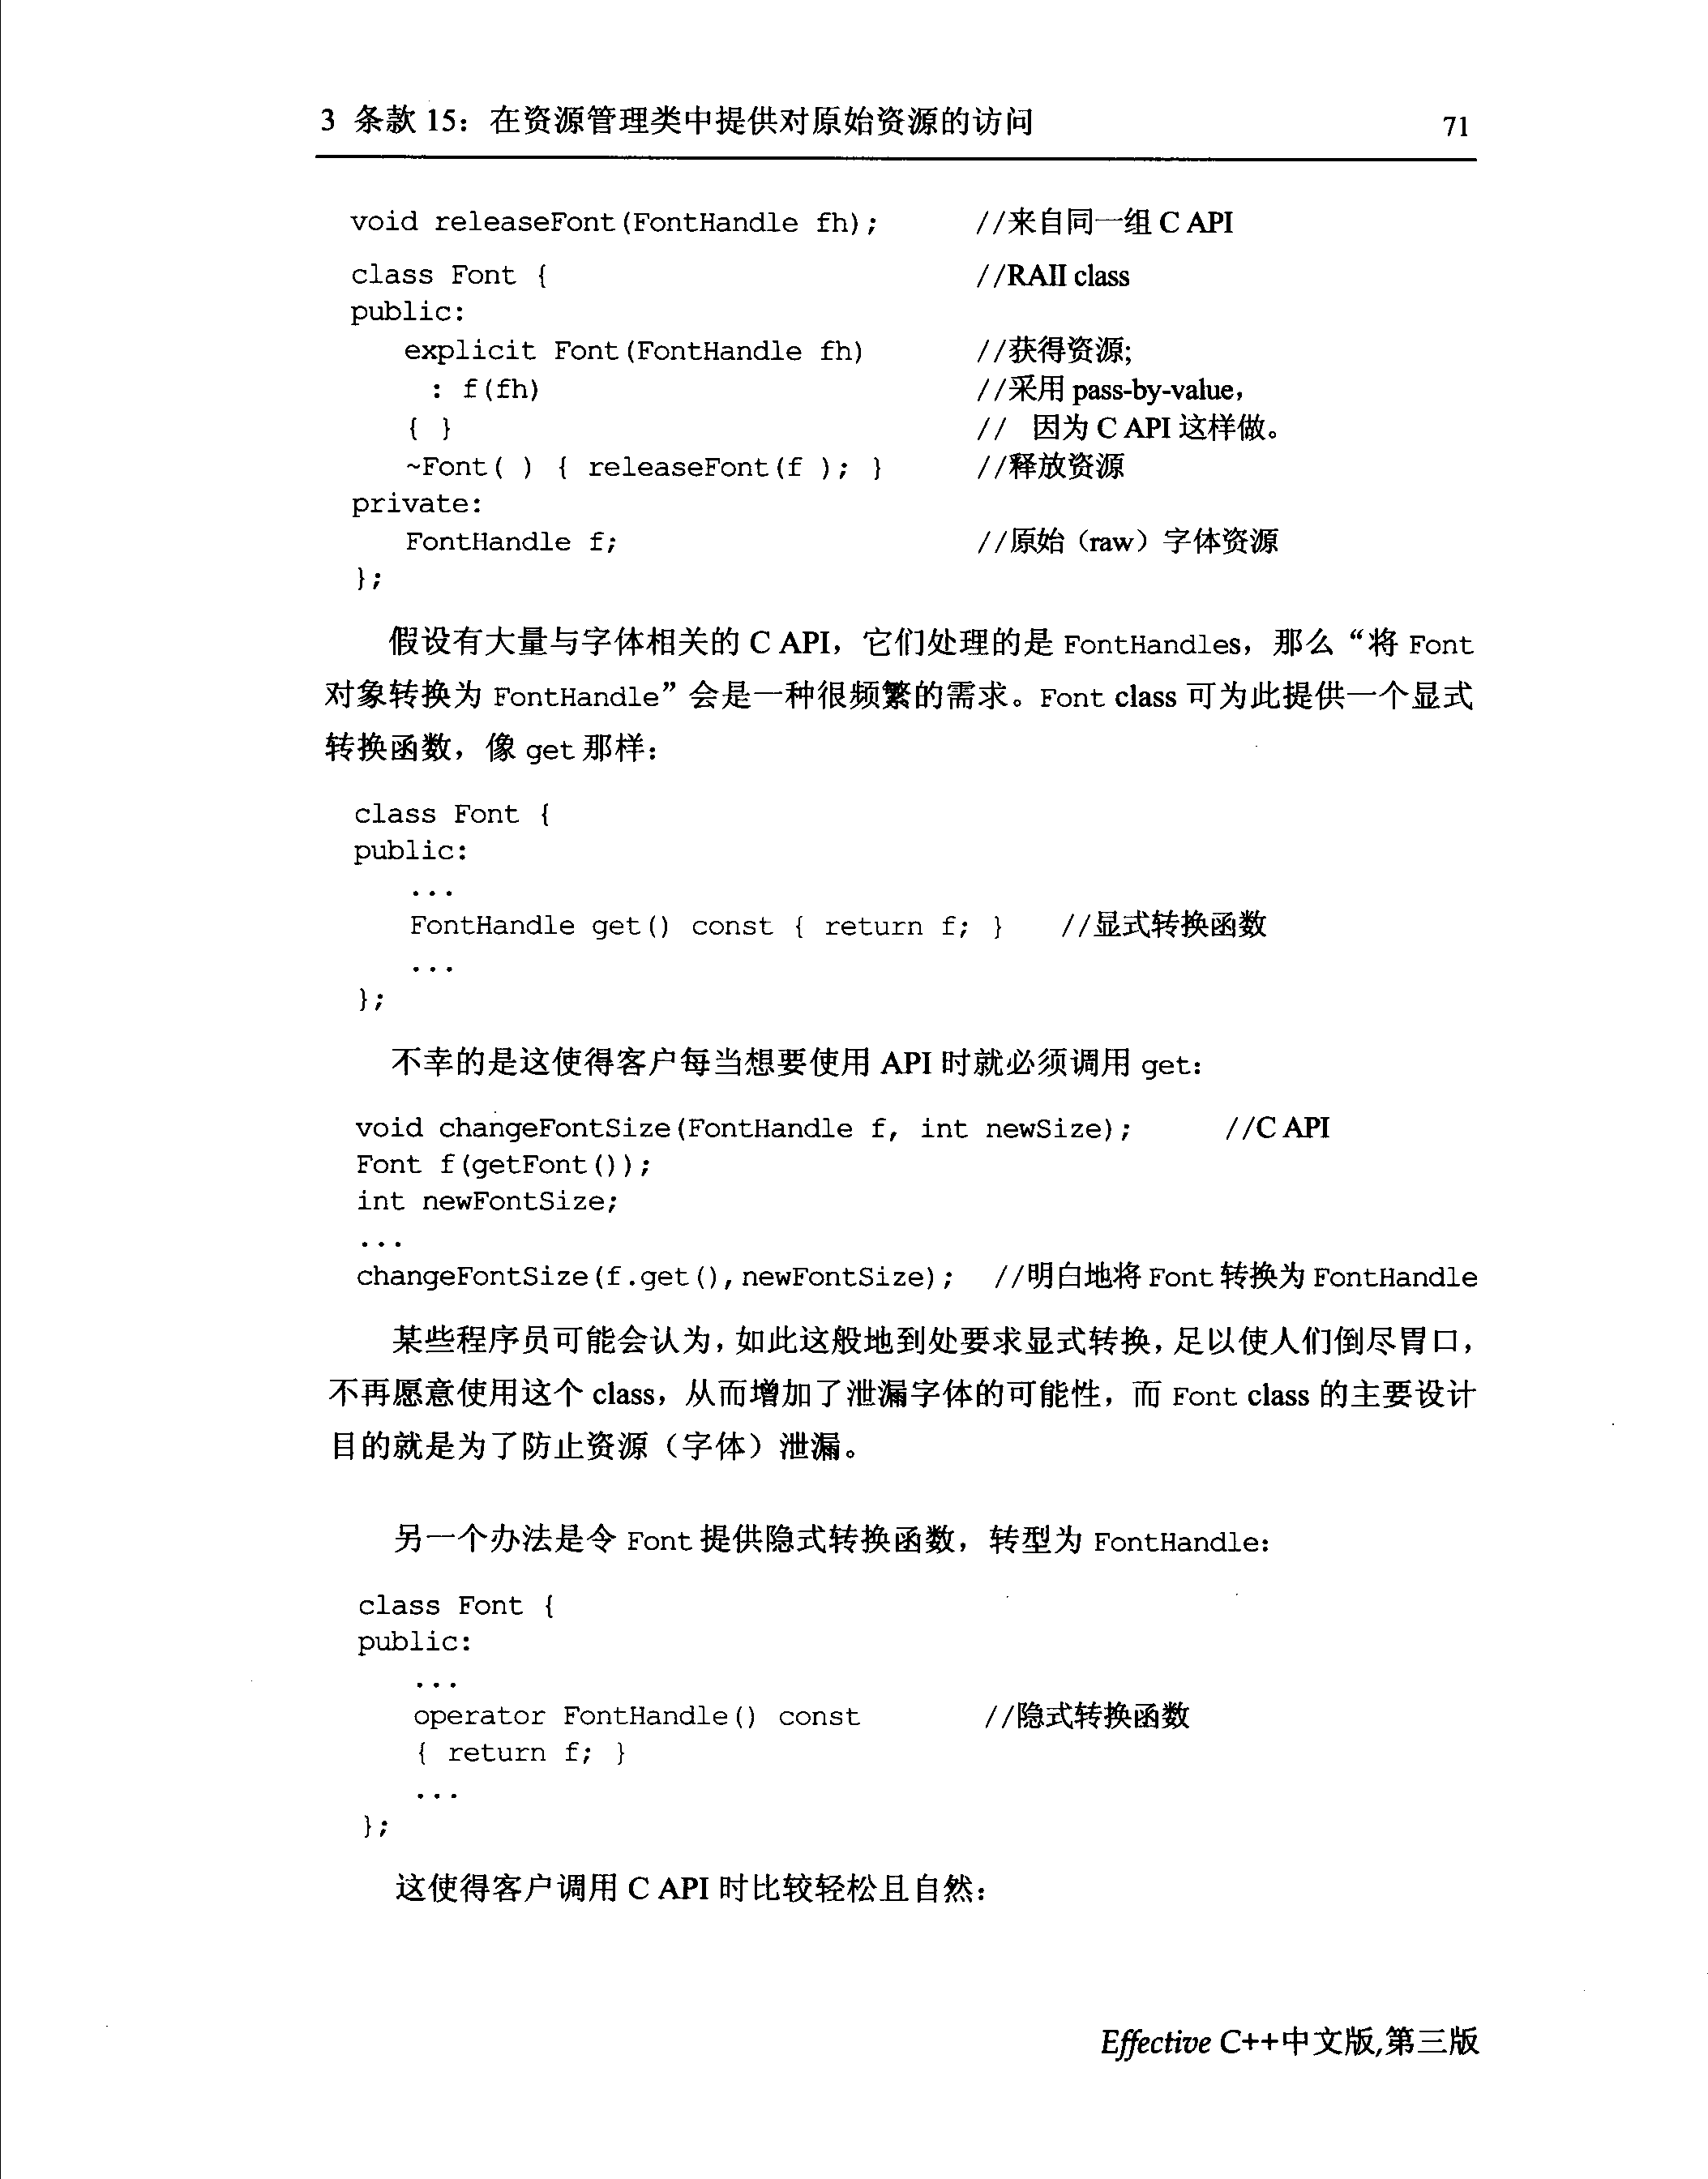 3 条款 15：在资源管理类中提供对原始资源的访问 71
void releaseFont(FontHandle fh); //来自同一组 C API
class Font { //RAII class
public:
explicit Font(FontHandle fh) //获得资源;
: f(fh) //采用 pass-by-value，
{ } // 因为 C API 这样做。
~Font( ) { releaseFont(f ); } //释放资源
private:
FontHandle f; //原始（raw）字体资源
};
假设有大量与字体相关的 C API，它们处理的是 FontHandles，那么“将 Font
对象转换为 FontHandle”会是一种很频繁的需求。Font class 可为此提供一个显式
转换函数，像 get 那样：
class Font {
public:
...
FontHandle get() const { return f; } //显式转换函数
...
};
不幸的是这使得客户每当想要使用 API 时就必须调用 get：
void changeFontSize(FontHandle f, int newSize); //C API
Font f(getFont());
int newFontSize;
...
changeFontSize(f.get(),newFontSize); //明白地将 Font 转换为 FontHandle
某些程序员可能会认为，如此这般地到处要求显式转换，足以使人们倒尽胃口，
不再愿意使用这个 class，从而增加了泄漏字体的可能性，而 Font class 的主要设计
目的就是为了防止资源（字体）泄漏。
另一个办法是令 Font 提供隐式转换函数，转型为 FontHandle：
class Font {
public:
...
operator FontHandle() const //隐式转换函数
{ return f; }
...
};
这使得客户调用 C API 时比较轻松且自然：
Effective C++中文版,第三版